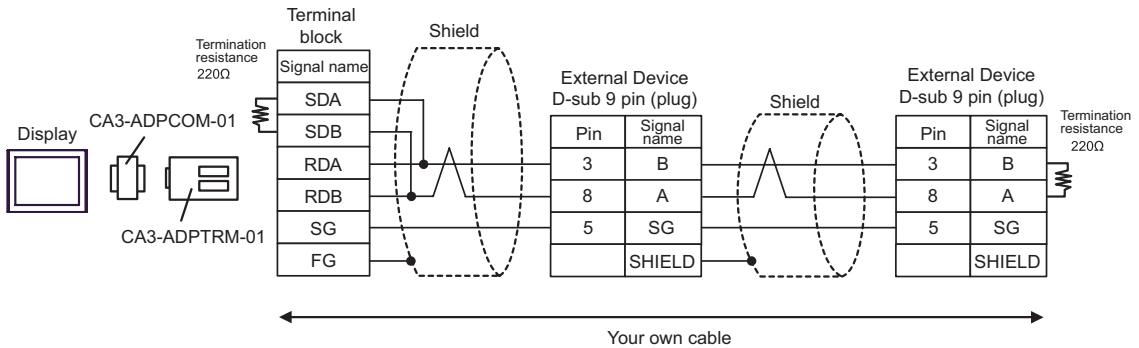 Display
CA3-ADPCOM-01
CA3-ADPTRM-01
Termination
resistance
220Ω
Terminal
block
Signal name
SDA
SDB
RDA
RDB
SG
FG
Shield
External Device
D-sub 9 pin (plug)
Pin Signal name
3 B
8 A
5 SG
SHIELD
Shield
External Device
D-sub 9 pin (plug)
Pin Signal name
3 B
8 A
5 SG
SHIELD
Termination
resistance
220Ω
Your own cable